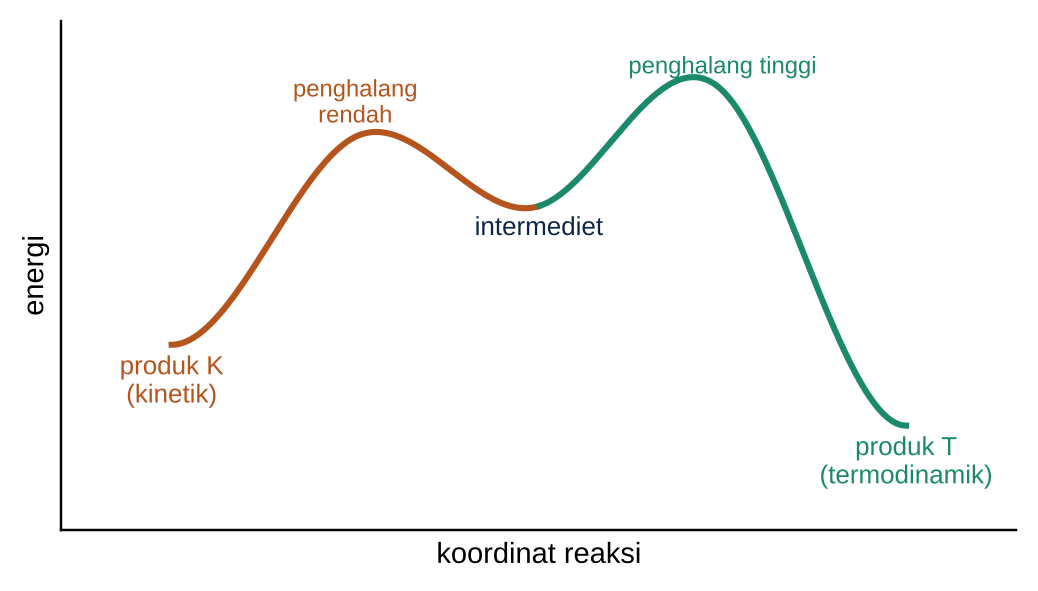 penghalang tinggi
penghalang
rendah
intermediet
energi
produk K
(kinetik)
produk T
(termodinamik)
koordinat reaksi